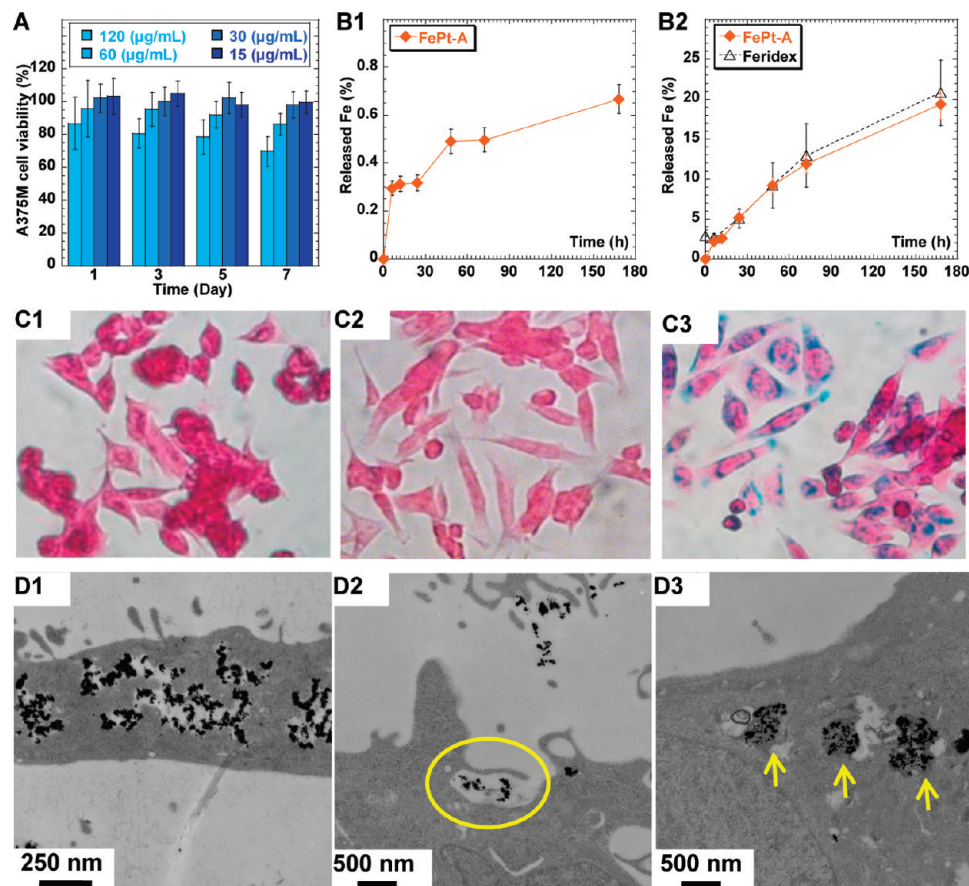 A
120 (µg/mL) 30 (µg/mL)
60 (µg/mL) 15 (µg/mL)
A375M cell viability (%)
120
100
80
60
40
20
0
1 3 5 7
Time (Day)
B1
FePt-A
Released Fe (%)
1
0.8
0.6
0.4
0.2
0
Time (h)
0 30 60 90 120 150 180
B2
FePt-A
Feridex
Released Fe (%)
30
25
20
15
10
5
0
Time (h)
0 30 60 90 120 150 180
C1
C2
C3
D1
250 nm
D2
500 nm
D3
500 nm